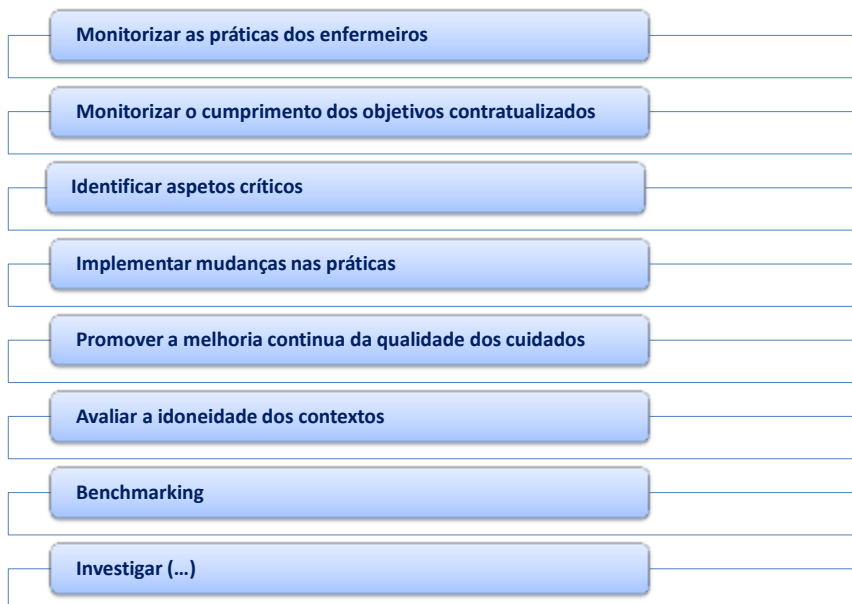 Monitorizar as práticas dos enfermeiros
Monitorizar o cumprimento dos objetivos contratualizados
Identificar aspetos críticos
Implementar mudanças nas práticas
Promover a melhoria continua da qualidade dos cuidados
Avaliar a idoneidade dos contextos
Benchmarking
Investigar (...)